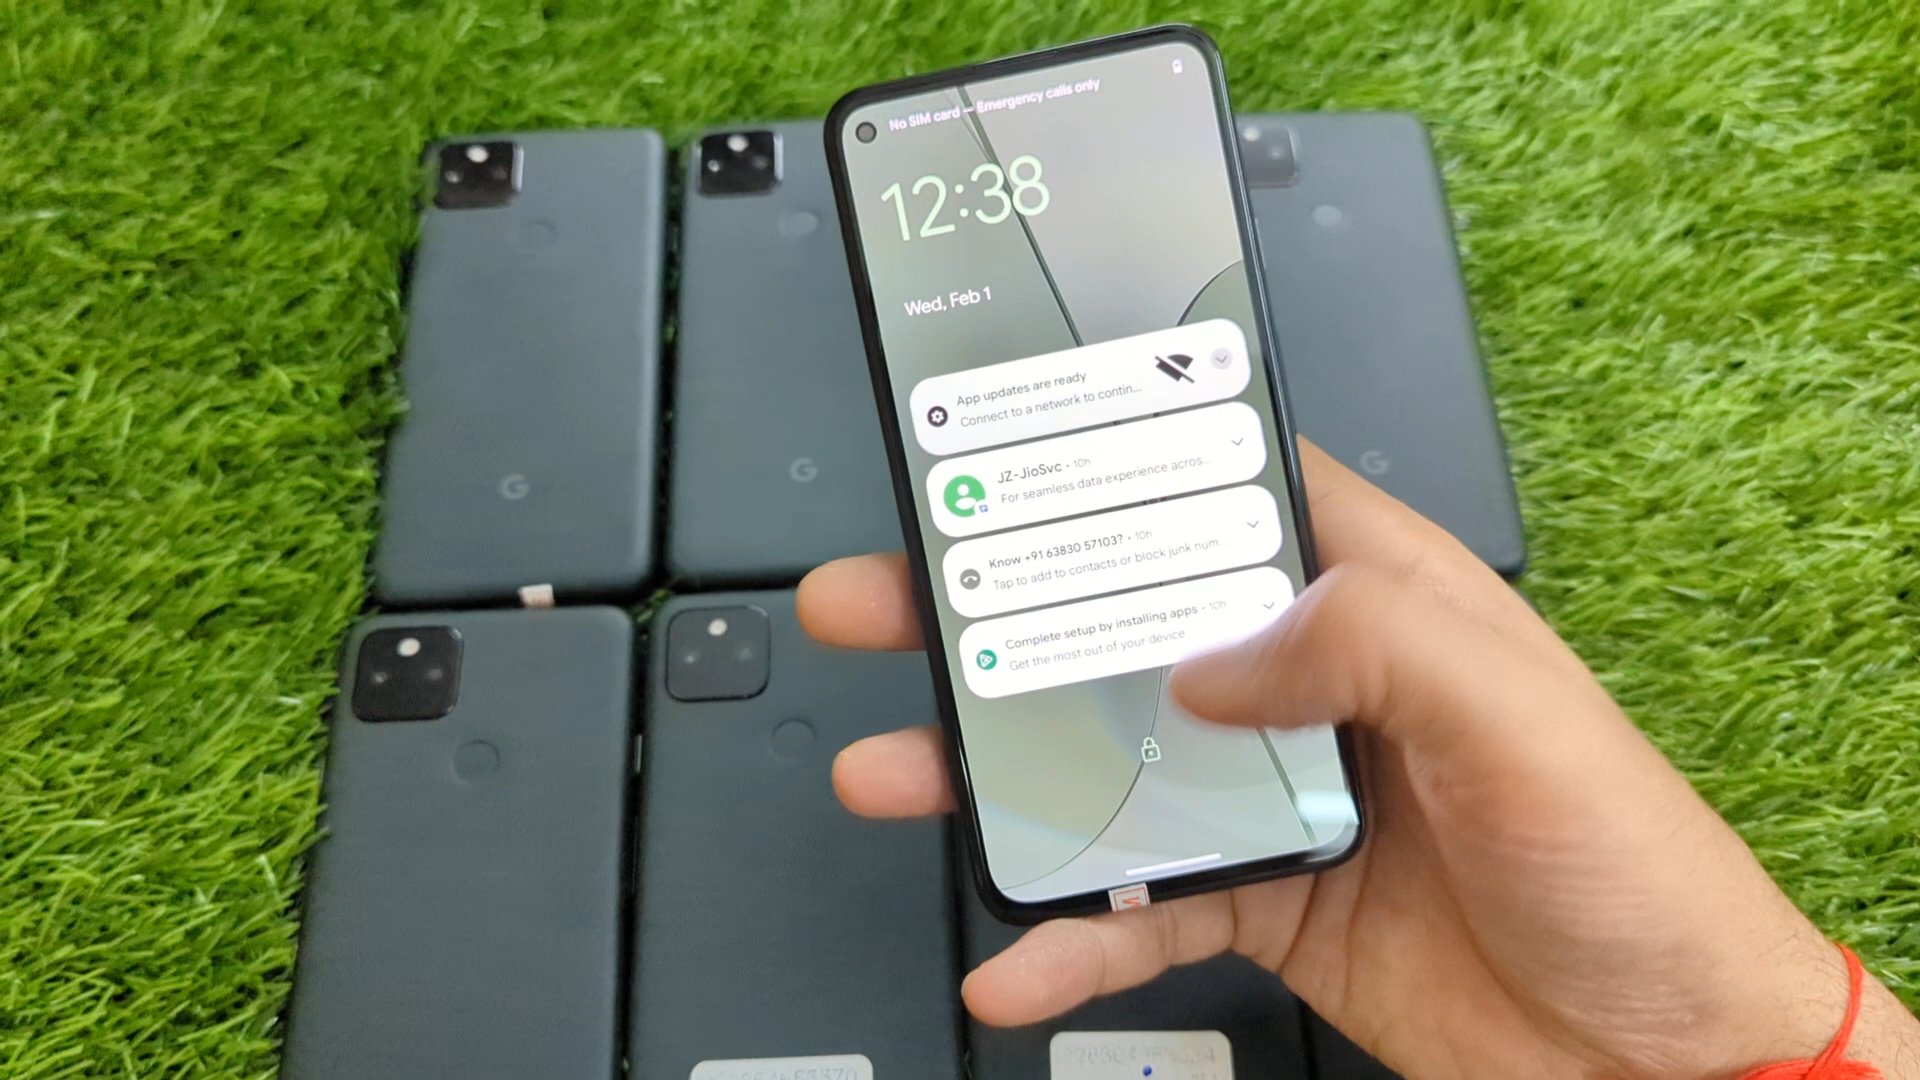 No SIM card — Emergency calls only
12:38
Wed, Feb 1
App updates are ready
Connect to a network to contin...
JZ-JioSvc • 10h
For seamless data experience acros...
Know +91 63830 57103? • 10h
Tap to add to contacts or block junk num...
Complete setup by installing apps • 10h
Get the most out of your device
G
G
G